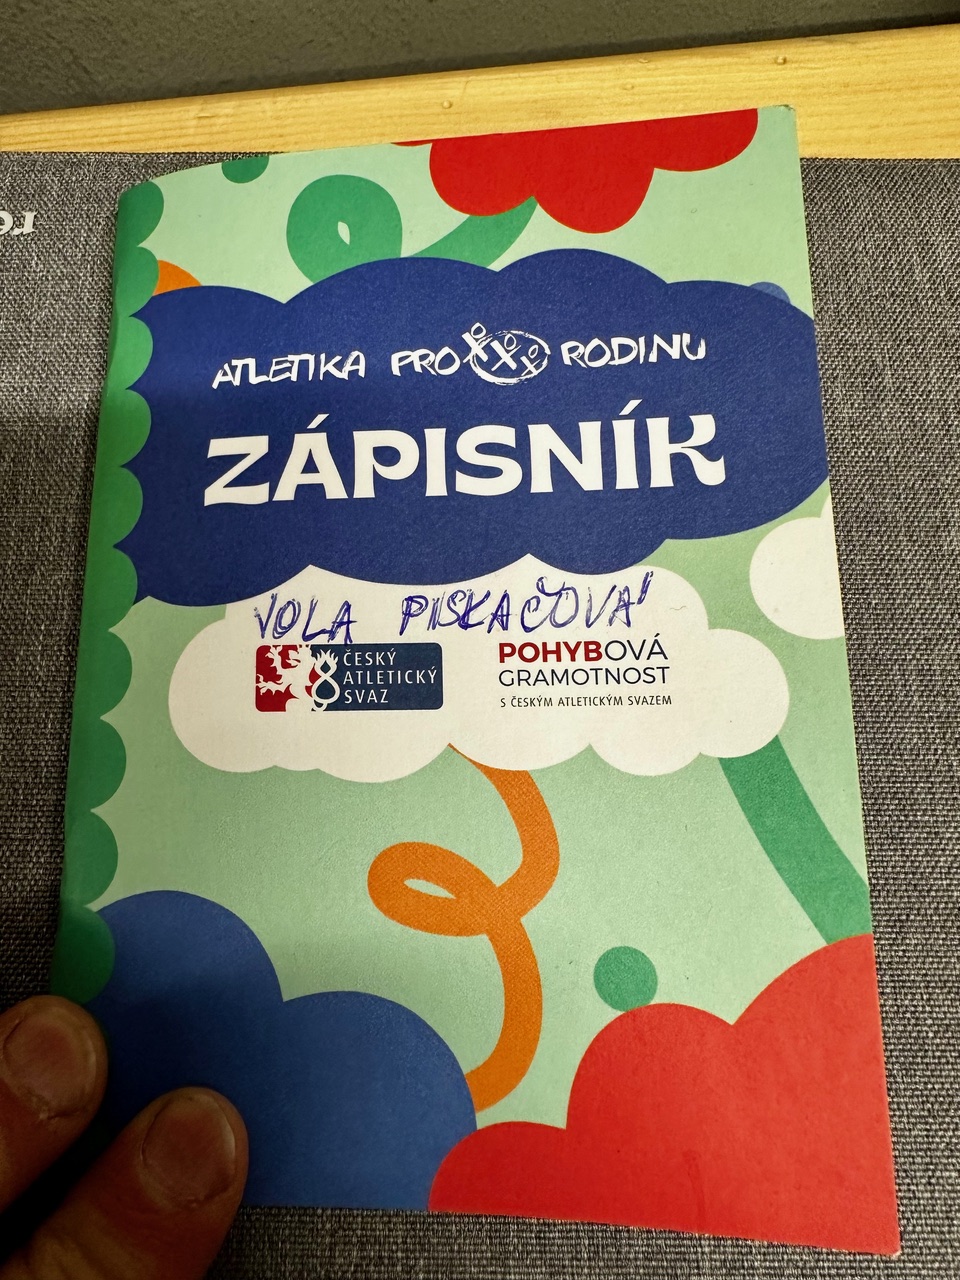 ATLETIKA PRO RODINU
ZÁPISNÍK
VOLA PISKAČOVÁ
ČESKÝ
ATLETICKÝ
SVAZ
POHYBOVÁ
GRAMOTNOST
S ČESKÝM ATLETICKÝM SVAZEM